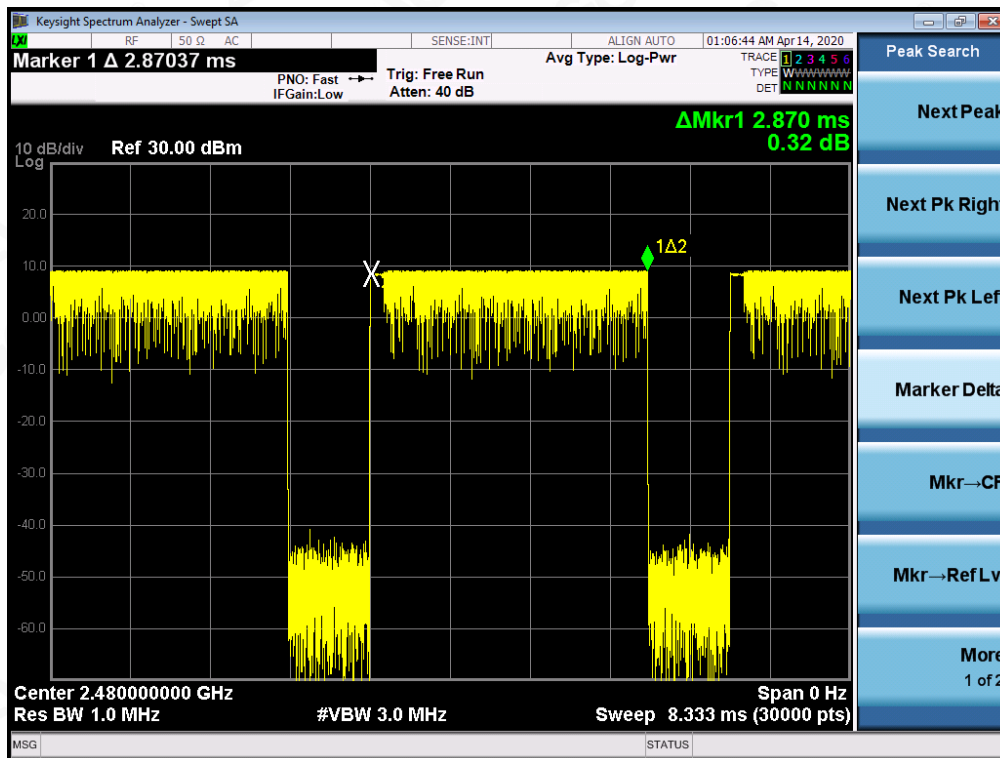 Keysight Spectrum Analyzer - Swept SA
LXI RF 50 Ω AC SENSE:INT ALIGN AUTO 01:06:44 AM Apr 14, 2020
Marker 1 Δ 2.87037 ms
PNO: Fast
IFGain:Low
Trig: Free Run
Atten: 40 dB
Avg Type: Log-Pwr
TRACE 1 2 3 4 5 6
TYPE WWWWWW
DET N N N N N N
Peak Search
ΔMkr1 2.870 ms
0.32 dB
10 dB/div Ref 30.00 dBm
Log
20.0
10.0
0.00
-10.0
-20.0
-30.0
-40.0
-50.0
-60.0
1Δ2
Center 2.480000000 GHz Span 0 Hz
Res BW 1.0 MHz #VBW 3.0 MHz Sweep 8.333 ms (30000 pts)
MSG STATUS
Next Peak
Next Pk Right
Next Pk Left
Marker Delta
Mkr→CF
Mkr→Ref Lv
More
1 of 2